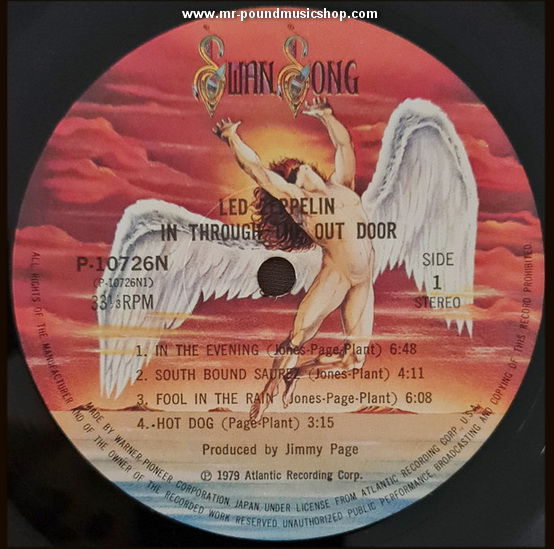 www.mr-poundmusicshop.com
SWAN SONG
LED ZEPPELIN
IN THROUGH THE OUT DOOR
P-10726N
(P-10726N1)
33 1/3 RPM
SIDE
1
STEREO
1. IN THE EVENING (Jones-Page-Plant) 6:48
2. SOUTH BOUND SAUREZ (Jones-Page-Plant) 4:11
3. FOOL IN THE RAIN (Jones-Page-Plant) 6:08
4. HOT DOG (Page-Plant) 3:15
Produced by Jimmy Page
℗ 1979 Atlantic Recording Corp.
MADE BY WARNER-PIONEER CORPORATION, JAPAN, UNDER LICENSE FROM ATLANTIC RECORDING CORP., U.S.A.
ALL RIGHTS OF THE MANUFACTURER AND OF THE OWNER OF THE RECORDED WORK RESERVED. UNAUTHORIZED PUBLIC PERFORMANCE, BROADCASTING AND COPYING OF THIS RECORD PROHIBITED.